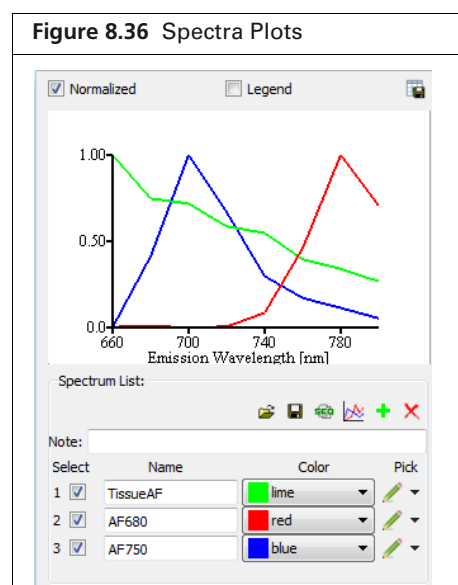 Figure 8.36 Spectra Plots
Normalized Legend
1.00
0.50
0.0
660 700 740 780
Emission Wavelength [nm]
Spectrum List:
GEO
Note:
Select Name Color Pick
1 TissueAF lime
2 AF680 red
3 AF750 blue